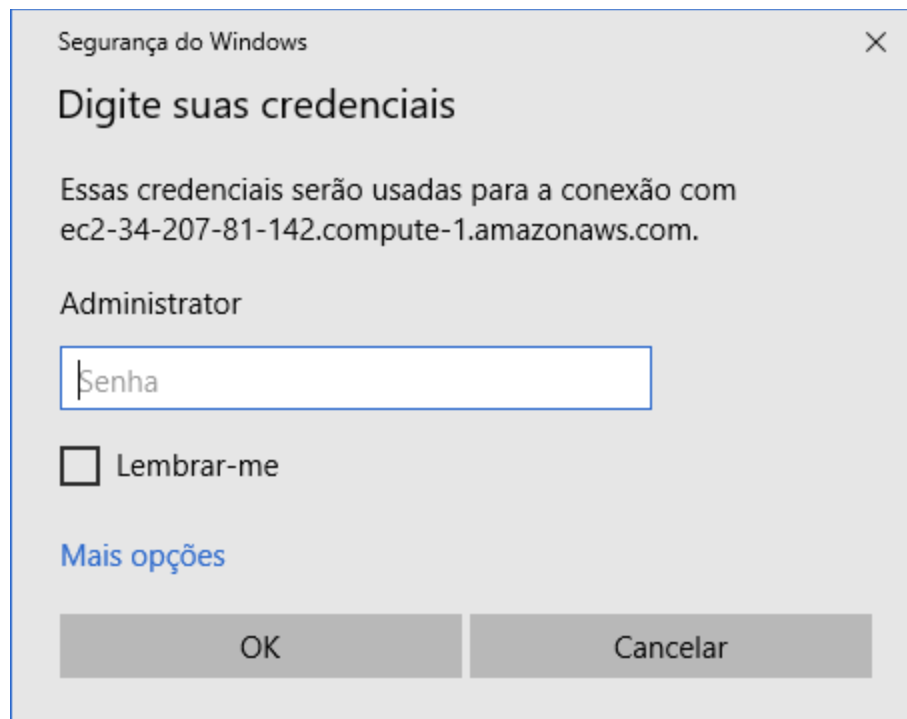 Segurança do Windows
Digite suas credenciais
Essas credenciais serão usadas para a conexão com
ec2-34-207-81-142.compute-1.amazonaws.com.
Administrator
Senha
Lembrar-me
Mais opções
OK
Cancelar